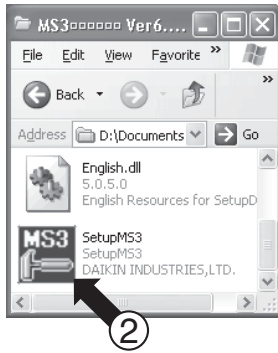 MS3□□□□□□ Ver6....
File Edit View Favorite »
Back »
Address D:\Documents Go
English.dll
5.0.5.0
English Resources for SetupD
MS3 SetupMS3
SetupMS3
DAIKIN INDUSTRIES,LTD.
②